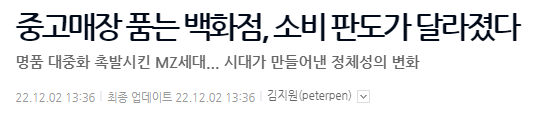 중고매장 품는 백화점, 소비 판도가 달라졌다
명품 대중화 촉발시킨 MZ세대... 시대가 만들어낸 정체성의 변화
22.12.02 13:36 | 최종 업데이트 22.12.02 13:36 | 김지원(peterpen)